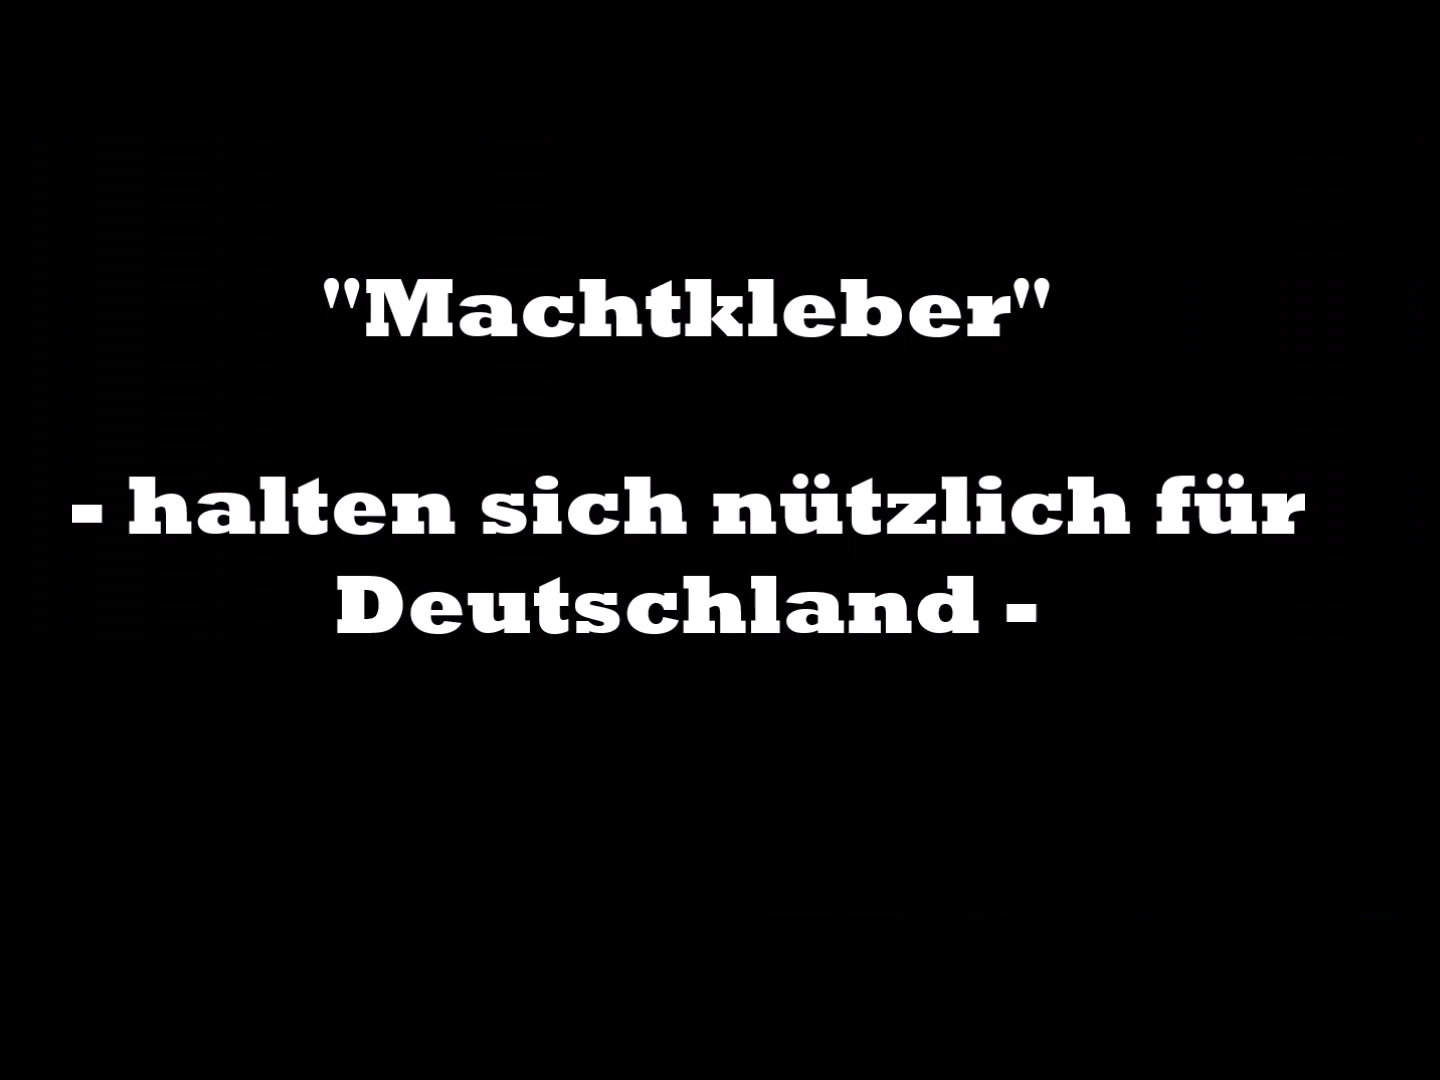 "Machtkleber"
- halten sich nützlich für
Deutschland -